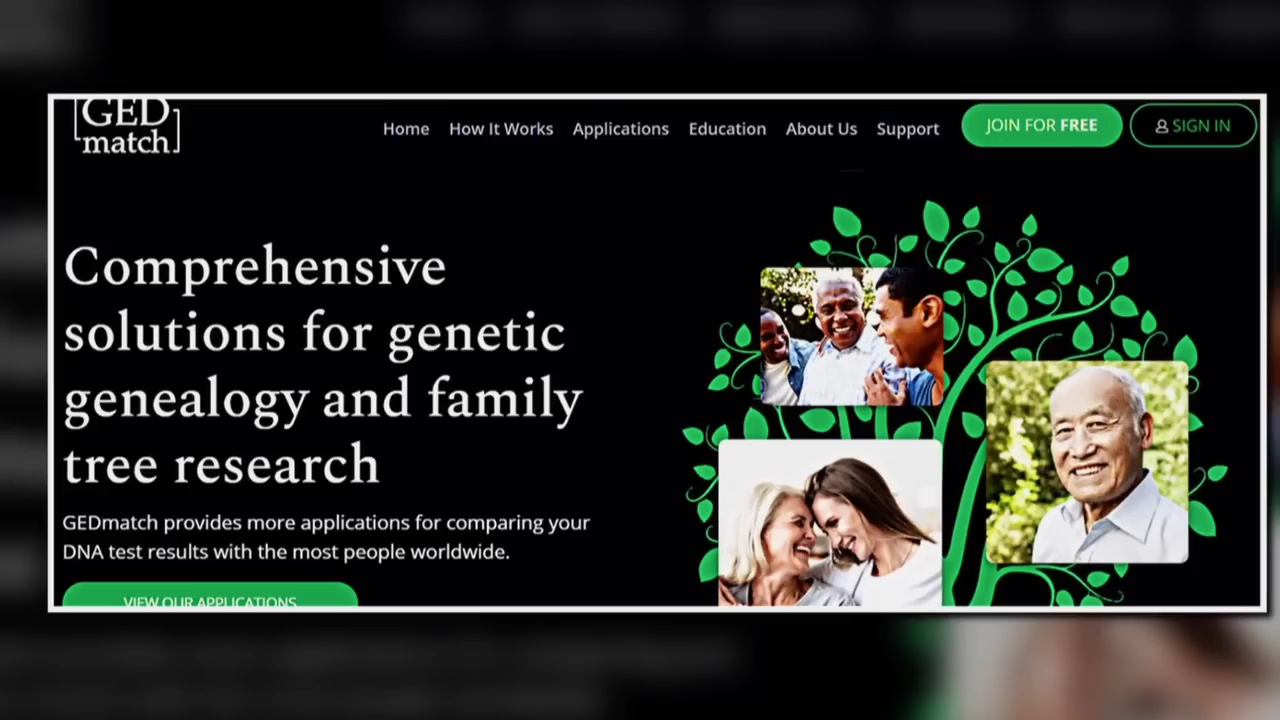 GED
match
Home How It Works Applications Education About Us Support JOIN FOR FREE SIGN IN
Comprehensive
solutions for genetic
genealogy and family
tree research
GEDmatch provides more applications for comparing your
DNA test results with the most people worldwide.
VIEW OUR APPLICATIONS